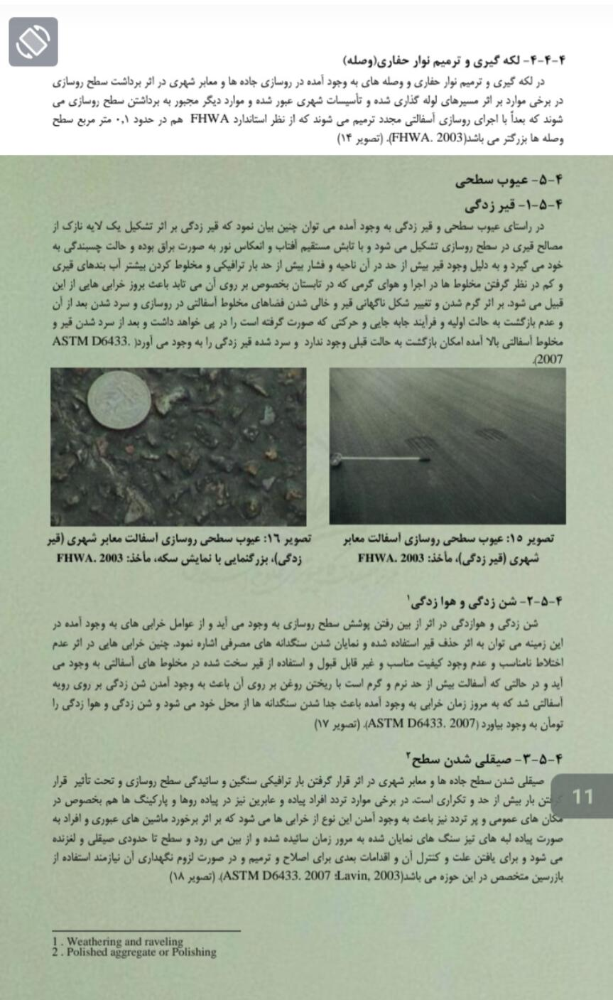 ۴-۴-۴- لکه گیری و ترمیم نوار حفاری(وصله)
در لکه گیری و ترمیم نوار حفاری و وصله های به وجود آمده در روسازی جاده ها و معابر شهری در اثر برداشت سطح روسازی
در برخی موارد بر اثر مسیرهای لوله گذاری شده و تأسیسات شهری عبور شده و موارد دیگر مجبور به برداشتن سطح روسازی می
شوند که بعداً با اجرای روسازی آسفالتی مجدد ترمیم می شوند که از نظر استاندارد FHWA هم در حدود ۰,۱ متر مربع سطح
وصله ها بزرگتر می باشد(FHWA. 2003). (تصویر ۱۴)
۴-۵- عیوب سطحی
۴-۵-۱- قیر زدگی
در راستای عیوب سطحی و قیر زدگی به وجود آمده می توان چنین بیان نمود که قیر زدگی بر اثر تشکیل یک لایه نازک از
مصالح قیری در سطح روسازی تشکیل می شود و با تابش مستقیم آفتاب و انعکاس نور به صورت براق بوده و حالت چسبندگی به
خود می گیرد و به دلیل وجود قیر بیش از حد در آن ناحیه و فشار بیش از حد بار ترافیکی و مخلوط کردن بیشتر آب بندهای قیری
و کم در نظر گرفتن مخلوط ها در اجرا و هوای گرمی که در تابستان بخصوص بر روی آن می تابد باعث بروز خرابی هایی از این
قبیل می شود. بر اثر گرم شدن و تغییر شکل ناگهانی قیر و خالی شدن فضاهای مخلوط آسفالتی در روسازی و سرد شدن بعد از آن
و عدم بازگشت به حالت اولیه و فرآیند جابه جایی و حرکتی که صورت گرفته است را در پی خواهد داشت و بعد از سرد شدن قیر و
مخلوط آسفالتی بالا آمده امکان بازگشت به حالت قبلی وجود ندارد و سرد شده قیر زدگی را به وجود می آورد( ASTM D6433.
2007).
تصویر ۱۵: عیوب سطحی روسازی آسفالت معابر
شهری (قیر زدگی)، مأخذ: FHWA. 2003
تصویر ۱۶: عیوب سطحی روسازی آسفالت معابر شهری (قیر
زدگی)، بزرگنمایی با نمایش سکه، مأخذ: FHWA. 2003
۴-۵-۲- شن زدگی و هوا زدگی۱
شن زدگی و هوازدگی در اثر از بین رفتن پوشش سطح روسازی به وجود می آید و از عوامل خرابی های به وجود آمده در
این زمینه می توان به اثر حذف قیر استفاده شده و نمایان شدن سنگدانه های مصرفی اشاره نمود. چنین خرابی هایی در اثر عدم
اختلاط نامناسب و عدم وجود کیفیت مناسب و غیر قابل قبول و استفاده از قیر سخت شده در مخلوط های آسفالتی به وجود می
آید و در حالتی که آسفالت بیش از حد نرم و گرم است با ریختن روغن بر روی آن باعث به وجود آمدن شن زدگی بر روی رویه
آسفالتی شد که به مروز زمان خرابی به وجود آمده باعث جدا شدن سنگدانه ها از محل خود می شود و شن زدگی و هوا زدگی را
تومأن به وجود بیاورد (ASTM D6433. 2007). (تصویر ۱۷)
۴-۵-۳- صیقلی شدن سطح۲
صیقلی شدن سطح جاده ها و معابر شهری در اثر قرار گرفتن بار ترافیکی سنگین و سائیدگی سطح روسازی و تحت تأثیر قرار
بار بیش از حد و تکراری است. در برخی موارد تردد افراد پیاده و عابرین نیز در پیاده روها و پارکینگ ها هم بخصوص در
مکان های عمومی و پر تردد نیز باعث به وجود آمدن این نوع از خرابی ها می شود که بر اثر برخورد ماشین های عبوری و افراد به
صورت پیاده لبه های تیز سنگ های نمایان شده به مرور زمان سائیده شده و از بین می رود و سطح تا حدودی صیقلی و لغزنده
می شود و برای یافتن علت و کنترل آن و اقدامات بعدی برای اصلاح و ترمیم و در صورت لزوم نگهداری آن نیازمند استفاده از
بازرسین متخصص در این حوزه می باشد(ASTM D6433. 2007 ؛Lavin, 2003). (تصویر ۱۸)
11
1 . Weathering and raveling
2 . Polished aggregate or Polishing